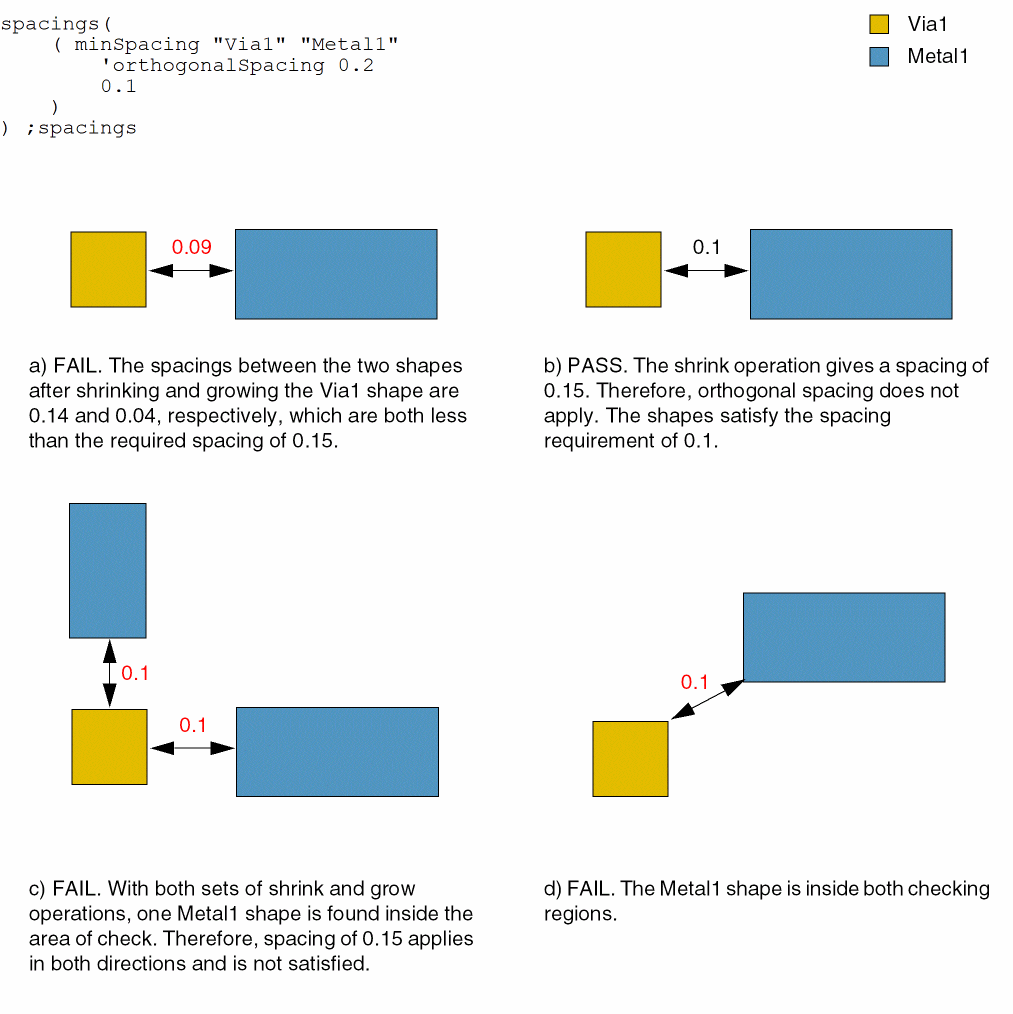 spacings(
( minSpacing "Via1" "Metal1"
'orthogonalSpacing 0.2
0.1
)
) ;spacings
Via1
Metal1
0.09
0.1
a) FAIL. The spacings between the two shapes
after shrinking and growing the Via1 shape are
0.14 and 0.04, respectively, which are both less
than the required spacing of 0.15.
b) PASS. The shrink operation gives a spacing of
0.15. Therefore, orthogonal spacing does not
apply. The shapes satisfy the spacing
requirement of 0.1.
0.1
0.1
0.1
c) FAIL. With both sets of shrink and grow
operations, one Metal1 shape is found inside the
area of check. Therefore, spacing of 0.15 applies
in both directions and is not satisfied.
d) FAIL. The Metal1 shape is inside both checking
regions.